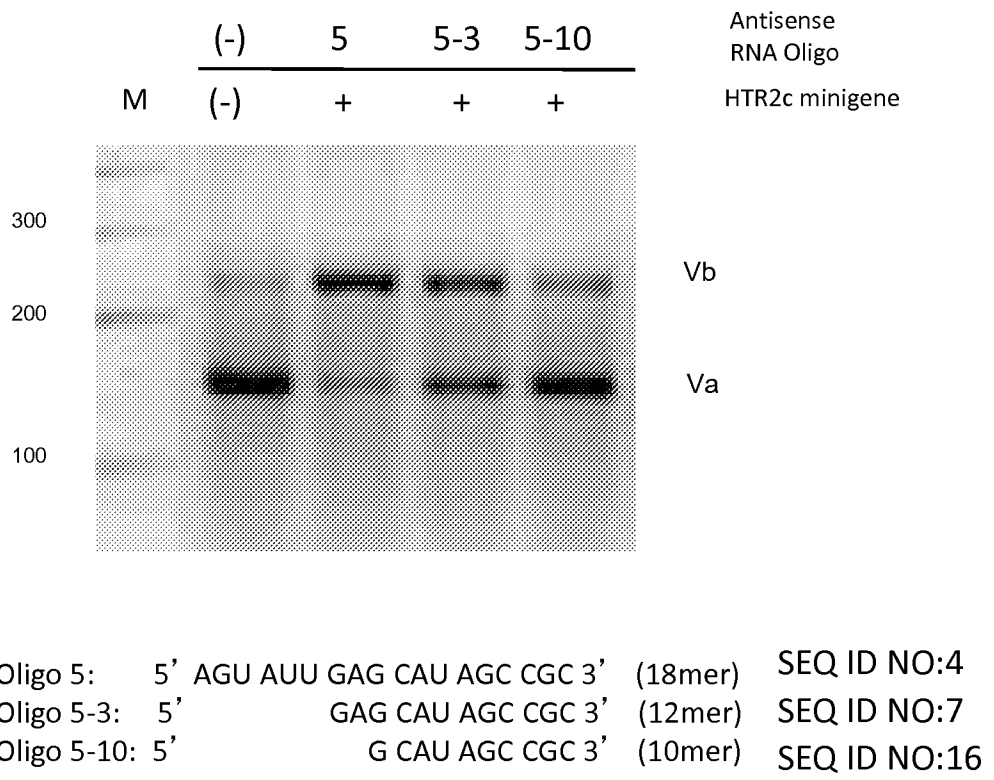 Antisense
RNA Oligo
(-) 5 5-3 5-10
M (-) + + + HTR2c minigene
300
Vb
200
Va
100
Oligo 5: 5’ AGU AUU GAG CAU AGC CGC 3’ (18mer) SEQ ID NO:4
Oligo 5-3: 5’ GAG CAU AGC CGC 3’ (12mer) SEQ ID NO:7
Oligo 5-10: 5’ G CAU AGC CGC 3’ (10mer) SEQ ID NO:16